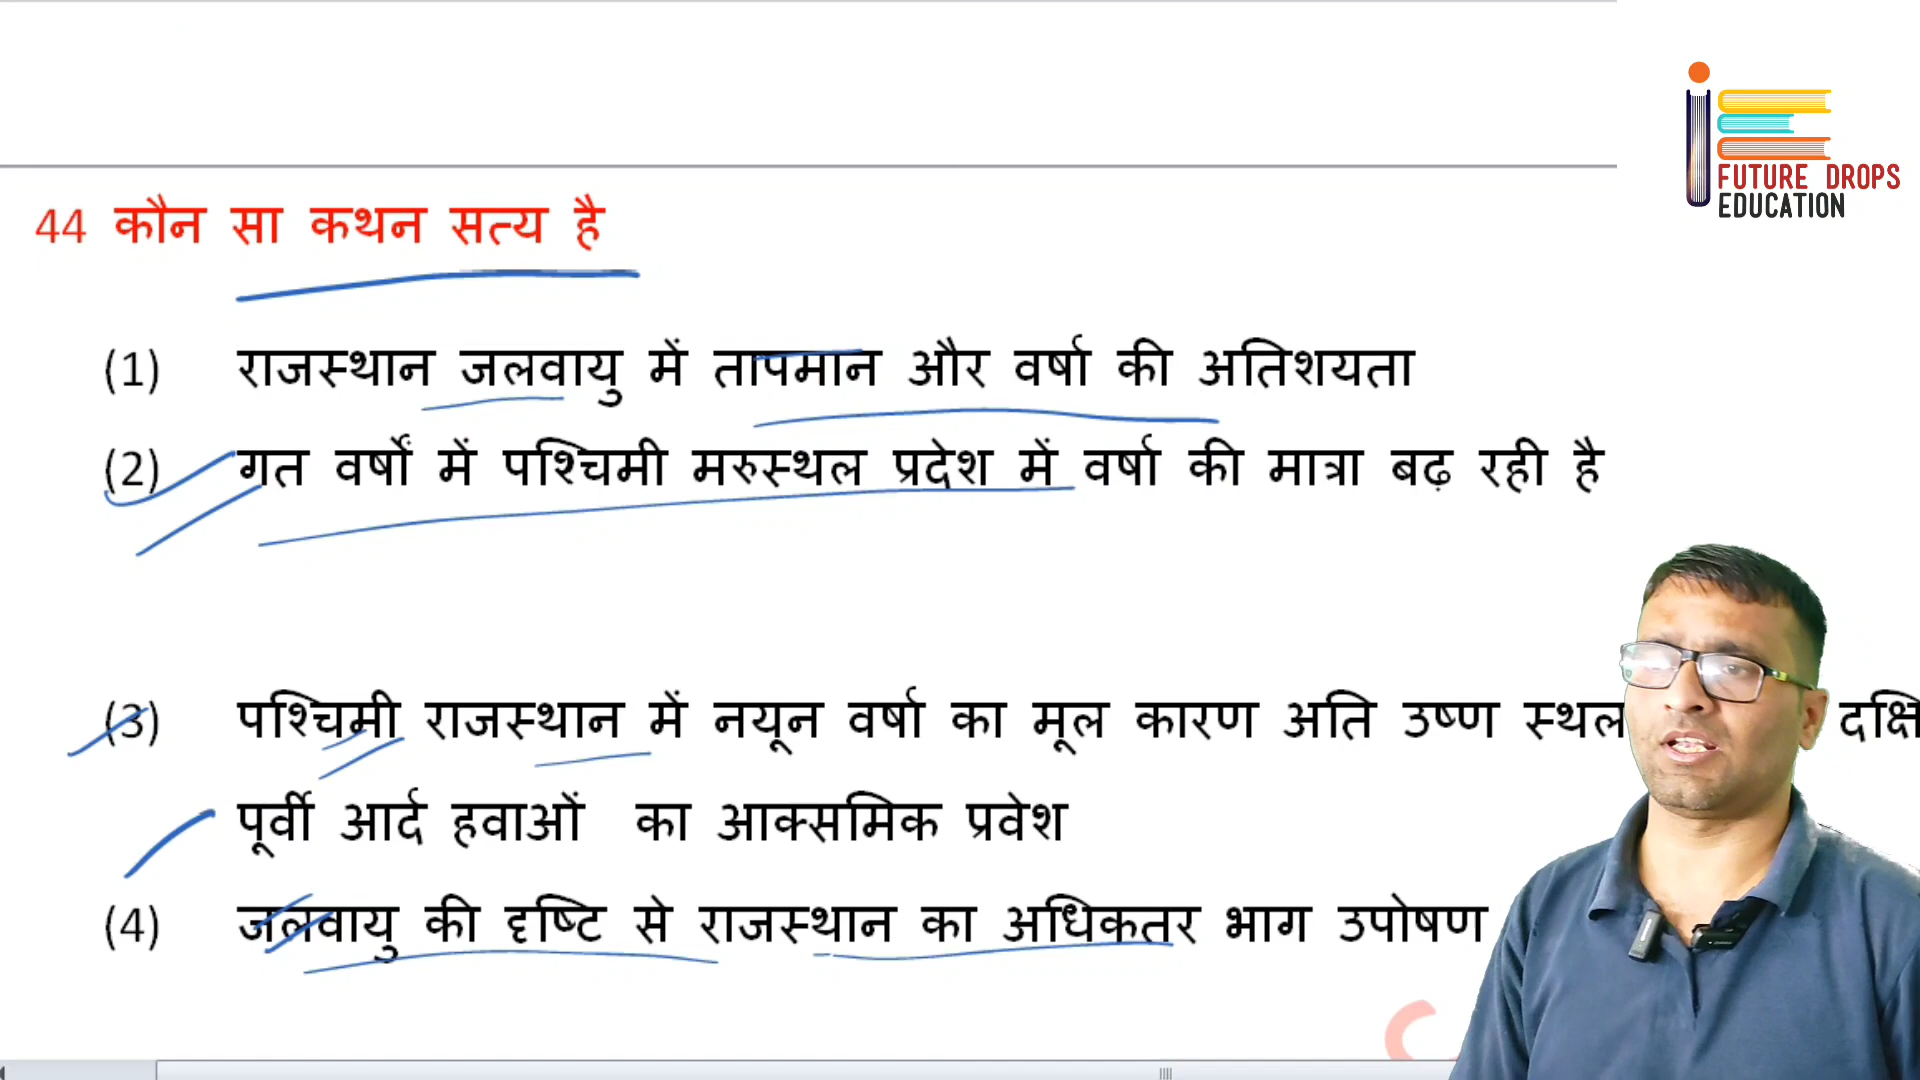 FUTURE DROPS
EDUCATION
44 कौन सा कथन सत्य है
(1) राजस्थान जलवायु में तापमान और वर्षा की अतिशयता
(2) गत वर्षों में पश्चिमी मरुस्थल प्रदेश में वर्षा की मात्रा बढ़ रही है
(3) पश्चिमी राजस्थान में नयून वर्षा का मूल कारण अति उष्ण स्थल
पूर्वी आर्द हवाओं का आक्समिक प्रवेश
(4) जलवायु की दृष्टि से राजस्थान का अधिकतर भाग उपोषण